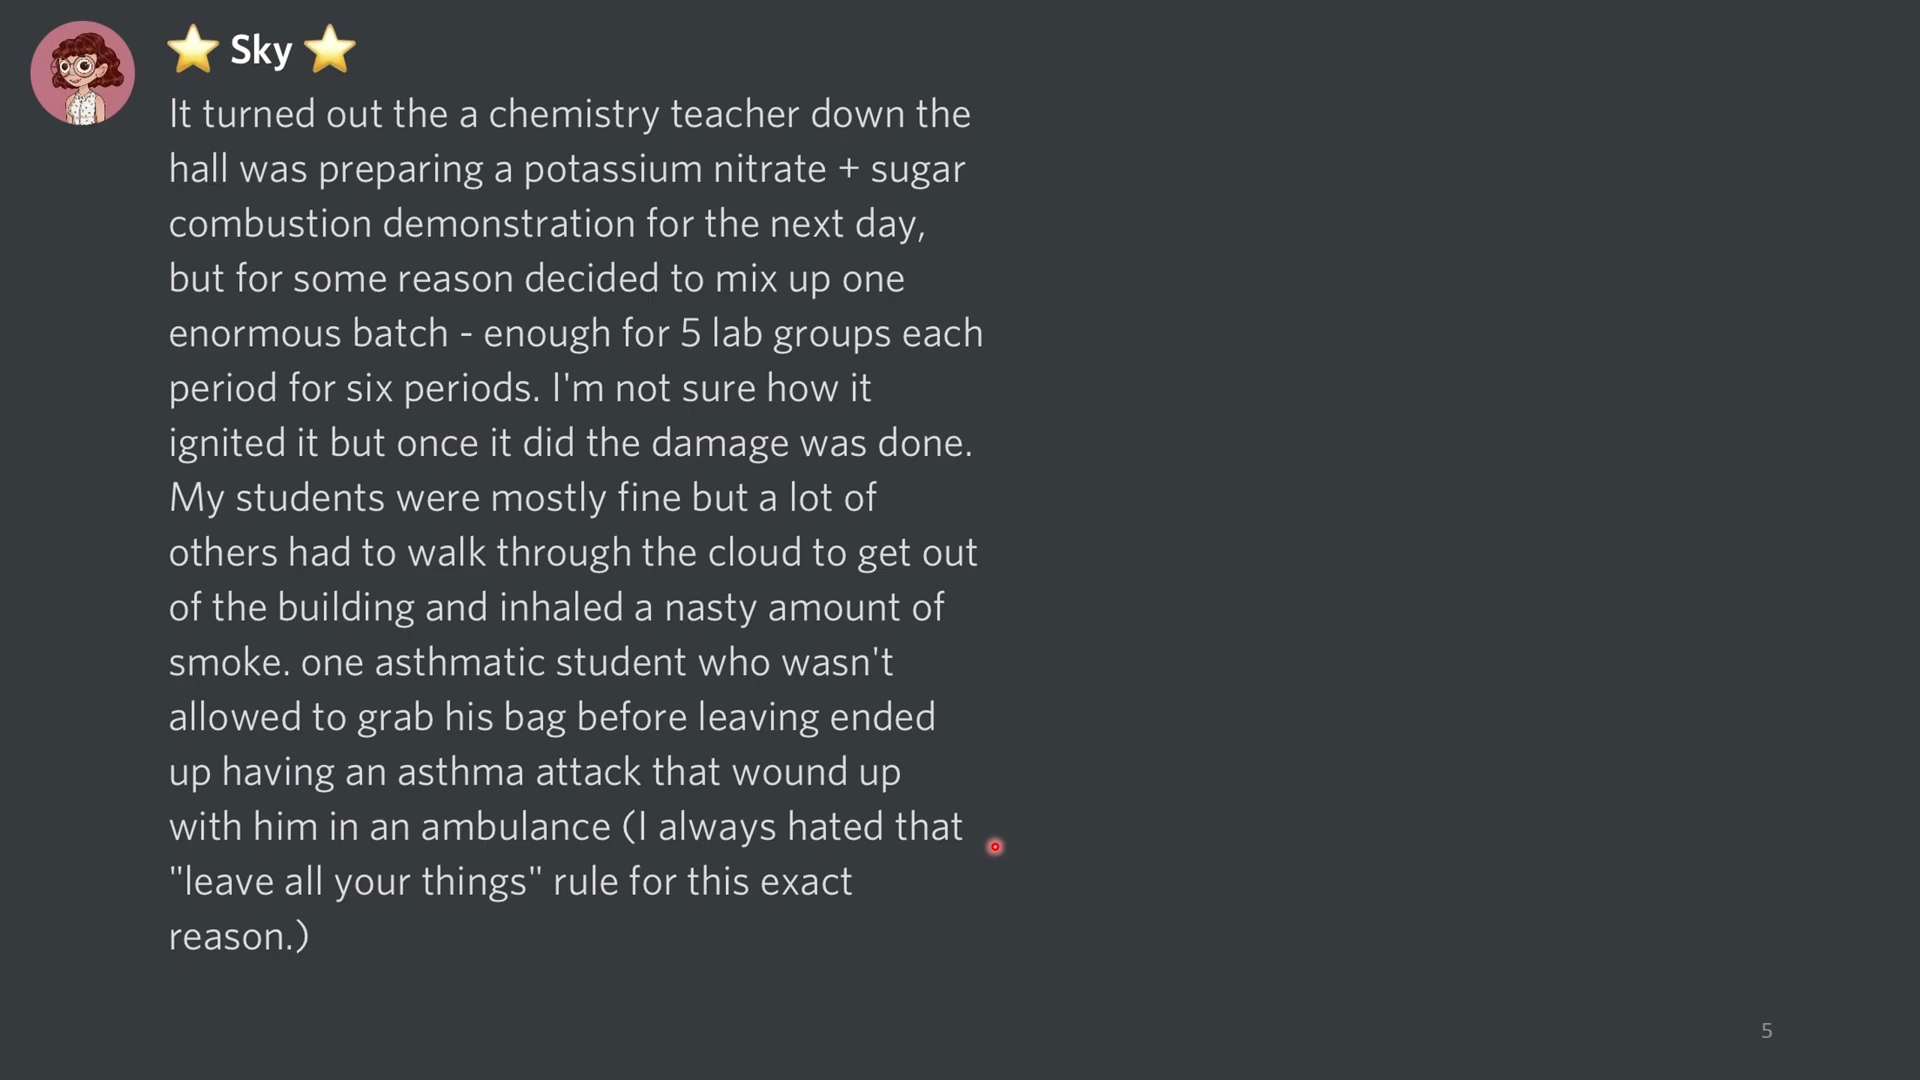 ⭐ Sky ⭐
It turned out the a chemistry teacher down the
hall was preparing a potassium nitrate + sugar
combustion demonstration for the next day,
but for some reason decided to mix up one
enormous batch - enough for 5 lab groups each
period for six periods. I'm not sure how it
ignited it but once it did the damage was done.
My students were mostly fine but a lot of
others had to walk through the cloud to get out
of the building and inhaled a nasty amount of
smoke. one asthmatic student who wasn't
allowed to grab his bag before leaving ended
up having an asthma attack that wound up
with him in an ambulance (I always hated that
"leave all your things" rule for this exact
reason.)
5